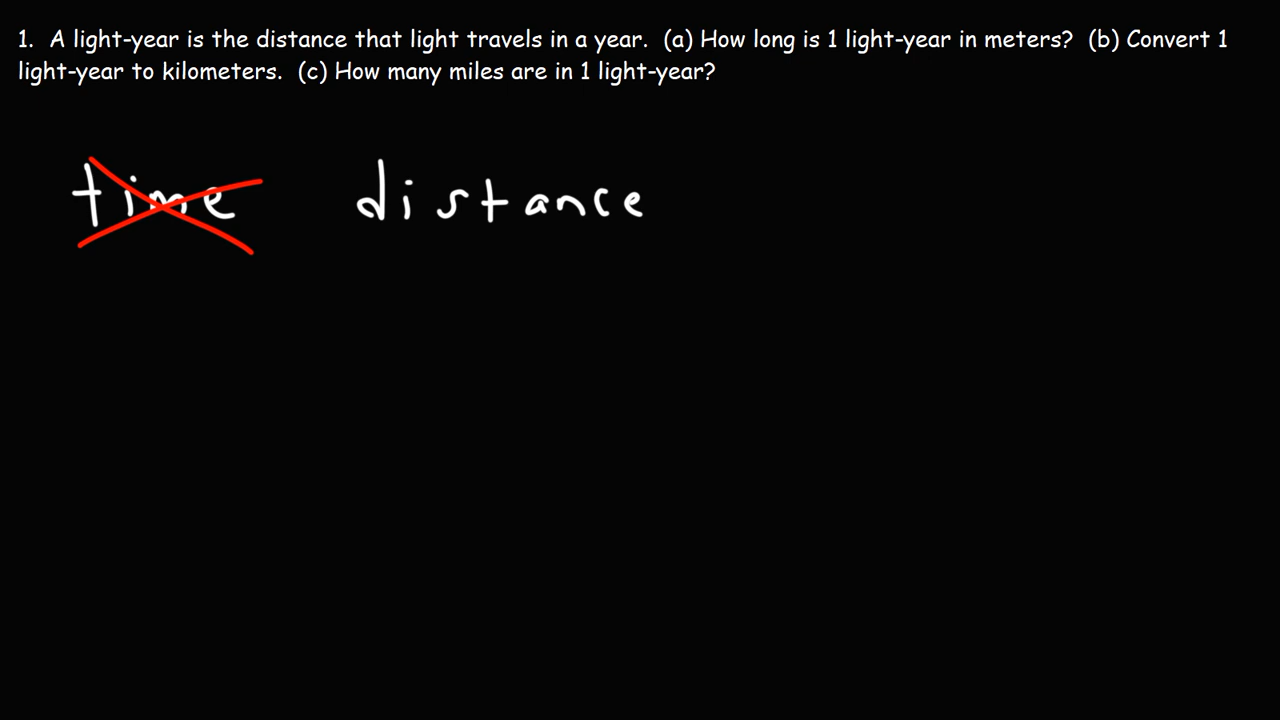 1. A light-year is the distance that light travels in a year. (a) How long is 1 light-year in meters? (b) Convert 1
light-year to kilometers. (c) How many miles are in 1 light-year?
time distance